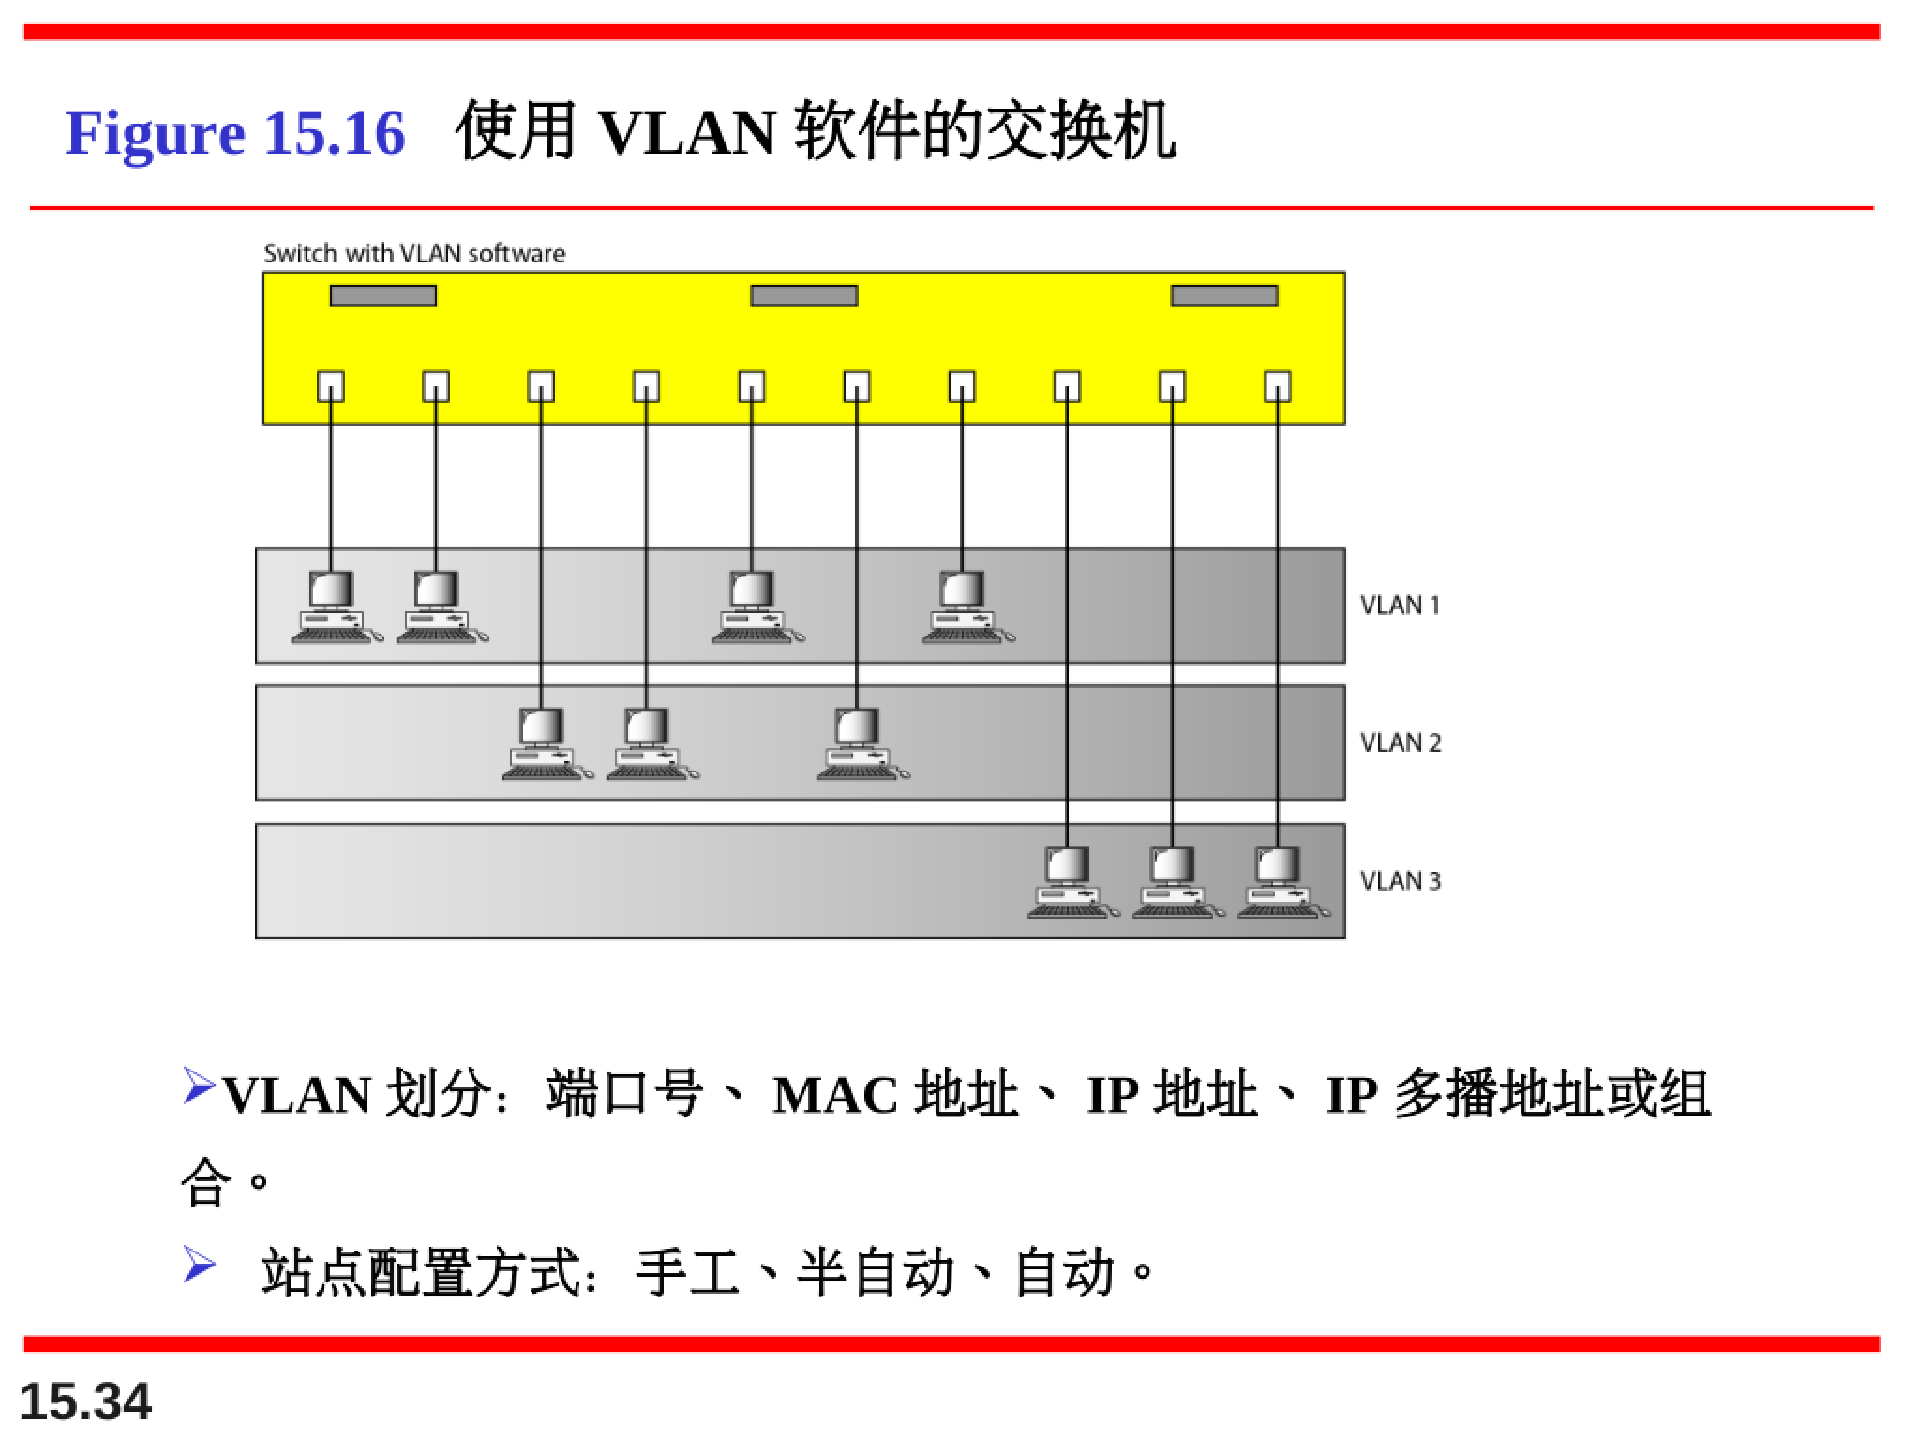 Figure 15.16 使用 VLAN 软件的交换机
Switch with VLAN software
VLAN 1
VLAN 2
VLAN 3
➢VLAN 划分：端口号、 MAC 地址、 IP 地址、 IP 多播地址或组
合。
➢ 站点配置方式：手工、半自动、自动。
15.34